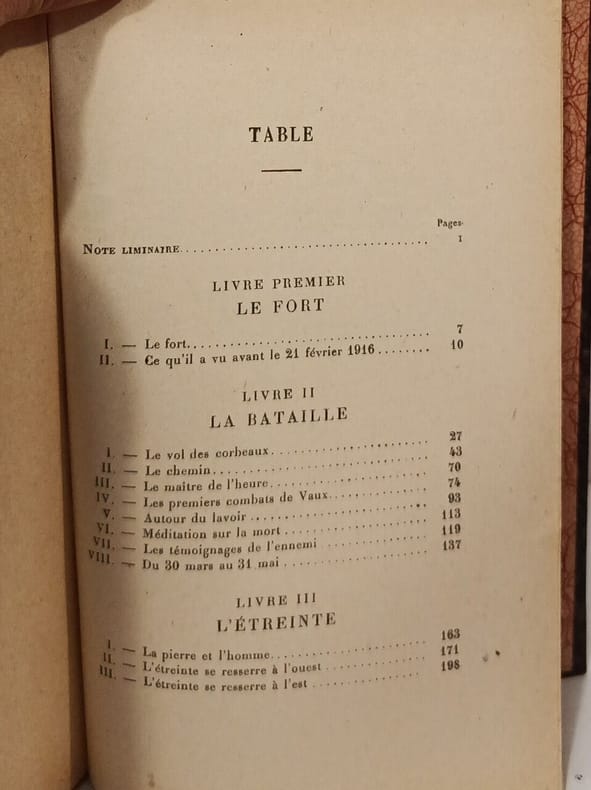 TABLE
Pages
NOTE LIMINAIRE. . . . . . . . . . . . . . . . . . . . . . . . . . . . . . . I
LIVRE PREMIER
LE FORT
I. — Le fort. . . . . . . . . . . . . . . . . . . . . . . . . . . . . . . 7
II. — Ce qu'il a vu avant le 21 février 1916 . . . . . . . . 10
LIVRE II
LA BATAILLE
I. — Le vol des corbeaux. . . . . . . . . . . . . . . . . . . . 27
II. — Le chemin. . . . . . . . . . . . . . . . . . . . . . . . . . . . 43
III. — Le maître de l'heure. . . . . . . . . . . . . . . . . . . . 70
IV. — Les premiers combats de Vaux. . . . . . . . . . . . . 74
V. — Autour du lavoir . . . . . . . . . . . . . . . . . . . . . . 93
VI. — Méditation sur la mort . . . . . . . . . . . . . . . . . . 113
VII. — Les témoignages de l'ennemi . . . . . . . . . . . . . . 119
VIII. — Du 30 mars au 31 mai . . . . . . . . . . . . . . . . . . 137
LIVRE III
L'ÉTREINTE
I. — La pierre et l'homme. . . . . . . . . . . . . . . . . . . . 163
II. — L'étreinte se resserre à l'ouest . . . . . . . . . . . . . 171
III. — L'étreinte se resserre à l'est . . . . . . . . . . . . . . 198